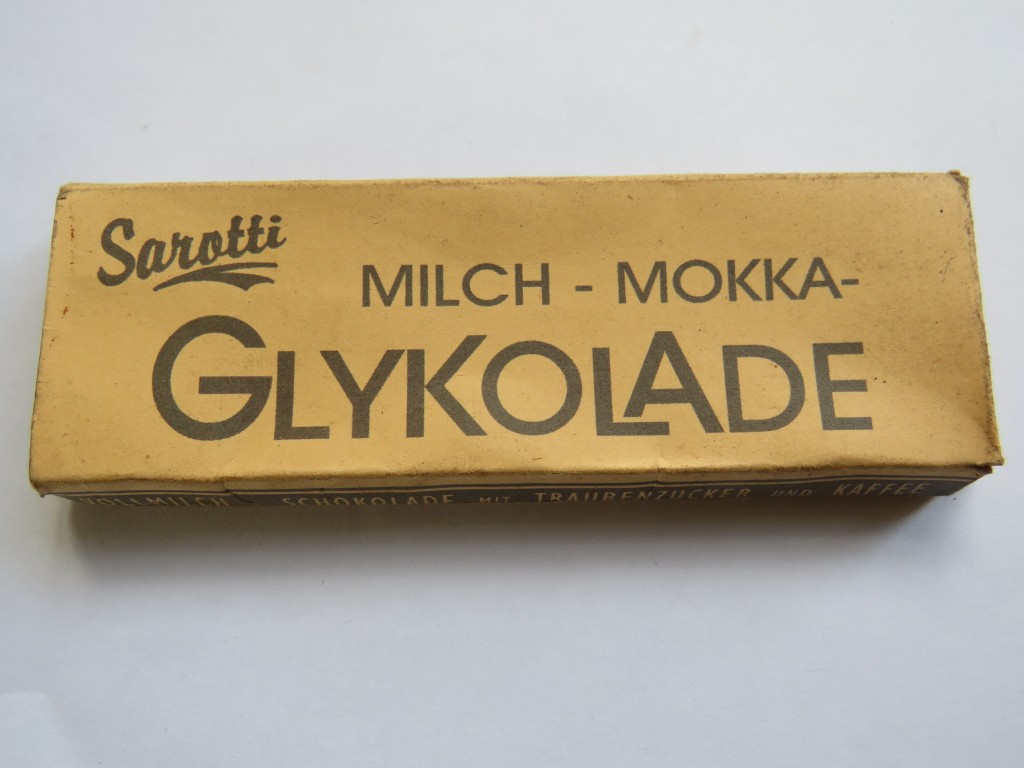 Sarotti
MILCH - MOKKA-
GLYKOLADE
VOLLMILCH SCHOKOLADE MIT TRAUBENZUCKER UND KAFFEE